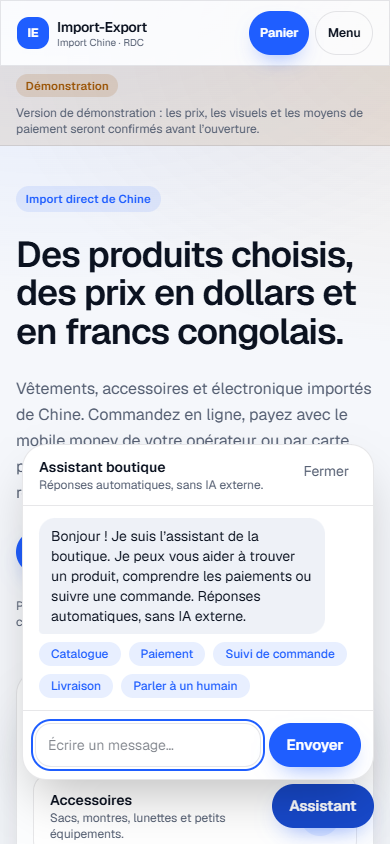 IE
Import-Export
Import Chine · RDC
Panier
Menu
Démonstration
Version de démonstration : les prix, les visuels et les moyens de
paiement seront confirmés avant l'ouverture.
Import direct de Chine
Des produits choisis,
des prix en dollars et
en francs congolais.
Vêtements, accessoires et électronique importés
de Chine. Commandez en ligne, payez avec le
mobile money de votre opérateur ou par carte
Assistant boutique
Réponses automatiques, sans IA externe.
Fermer
Bonjour ! Je suis l'assistant de la
boutique. Je peux vous aider à trouver
un produit, comprendre les paiements ou
suivre une commande. Réponses
automatiques, sans IA externe.
Catalogue
Paiement
Suivi de commande
Livraison
Parler à un humain
Écrire un message…
Envoyer
Accessoires
Sacs, montres, lunettes et petits
équipements.
Assistant